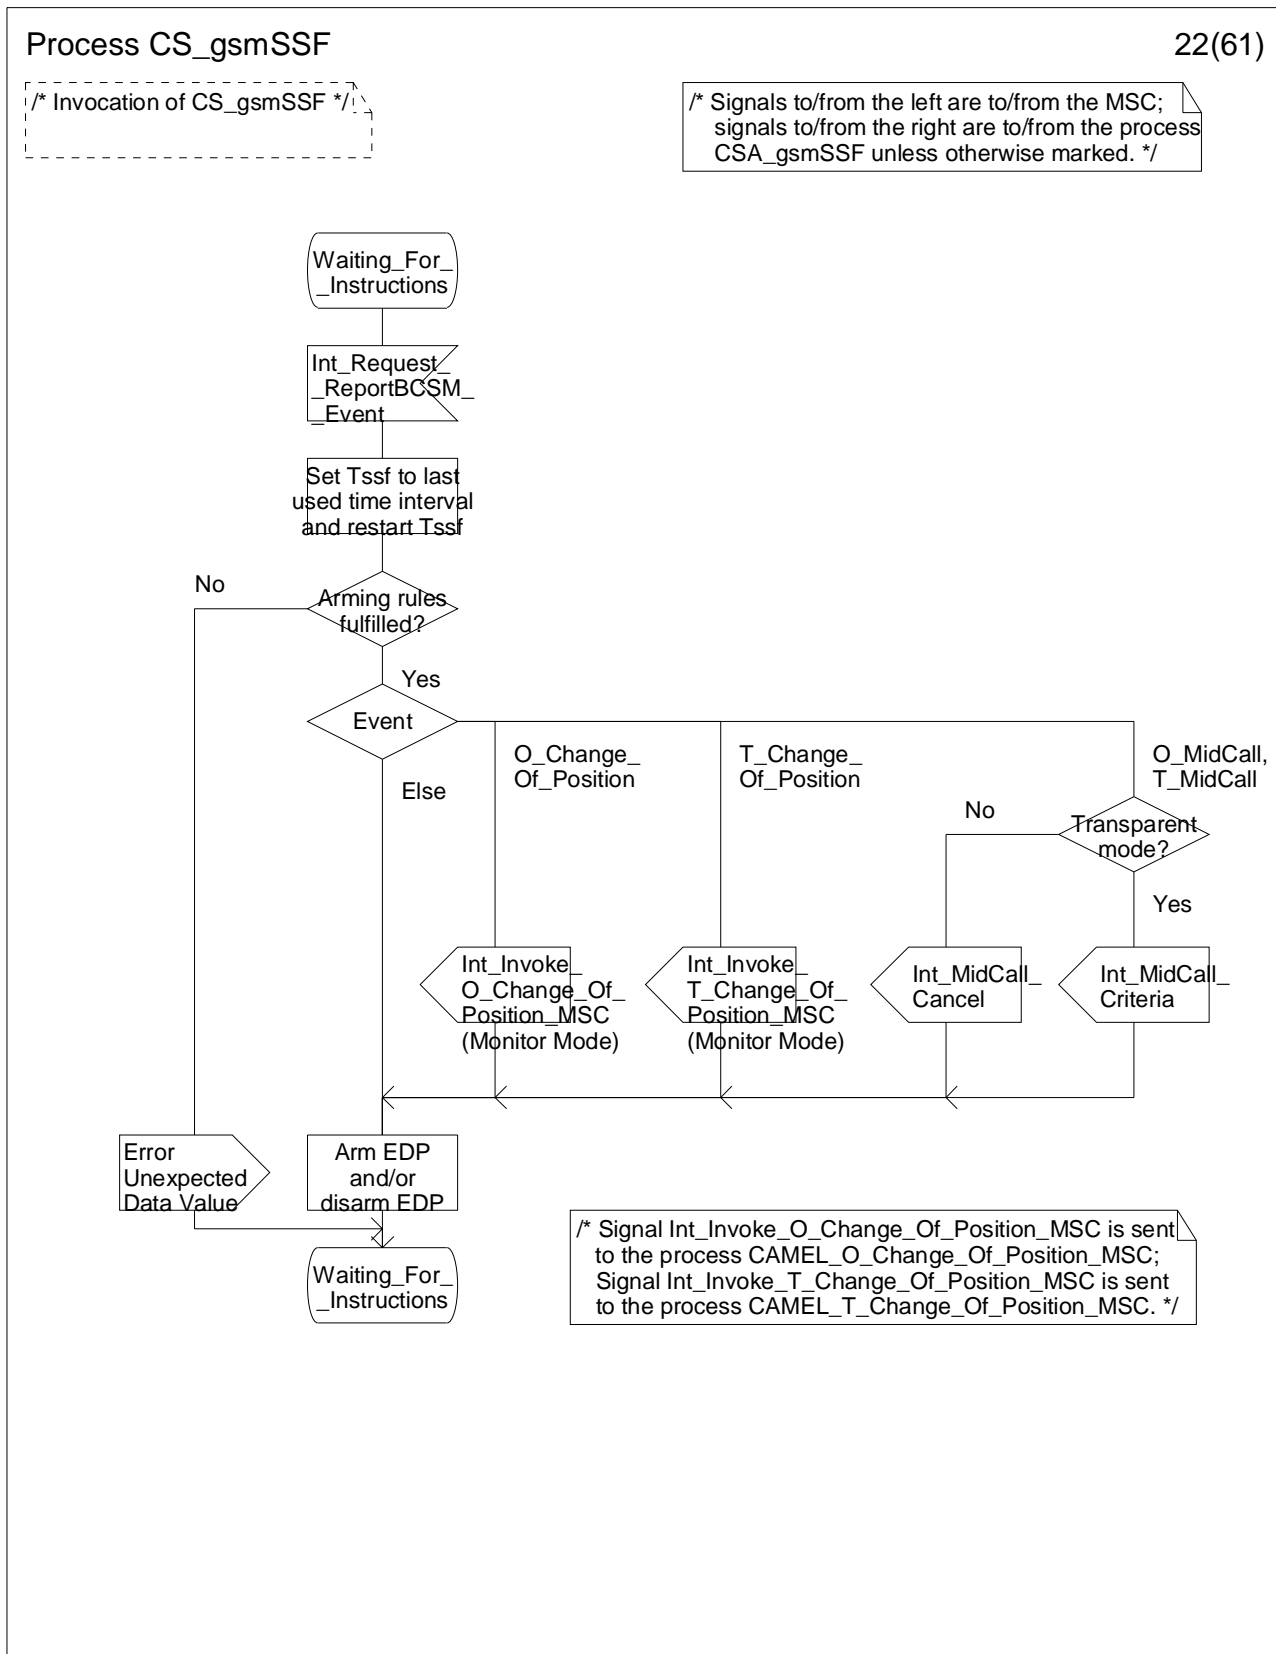 Process CS_gsmSSF
22(61)
/* Invocation of CS_gsmSSF */
/* Signals to/from the left are to/from the MSC;
signals to/from the right are to/from the process
CSA_gsmSSF unless otherwise marked. */
Waiting_For_
_Instructions
Int_Request_
_ReportBCSM_
_Event
Set Tssf to last
used time interval
and restart Tssf
No
Arming rules
fulfilled?
Yes
Event
Else
O_Change_
Of_Position
T_Change_
Of_Position
O_MidCall,
T_MidCall
No
Transparent
mode?
Yes
Int_Invoke_
O_Change_Of_
Position_MSC
(Monitor Mode)
Int_Invoke_
T_Change_Of_
Position_MSC
(Monitor Mode)
Int_MidCall_
Cancel
Int_MidCall_
Criteria
Error
Unexpected
Data Value
Arm EDP
and/or
disarm EDP
/* Signal Int_Invoke_O_Change_Of_Position_MSC is sent
to the process CAMEL_O_Change_Of_Position_MSC;
Signal Int_Invoke_T_Change_Of_Position_MSC is sent
to the process CAMEL_T_Change_Of_Position_MSC. */
Waiting_For_
_Instructions